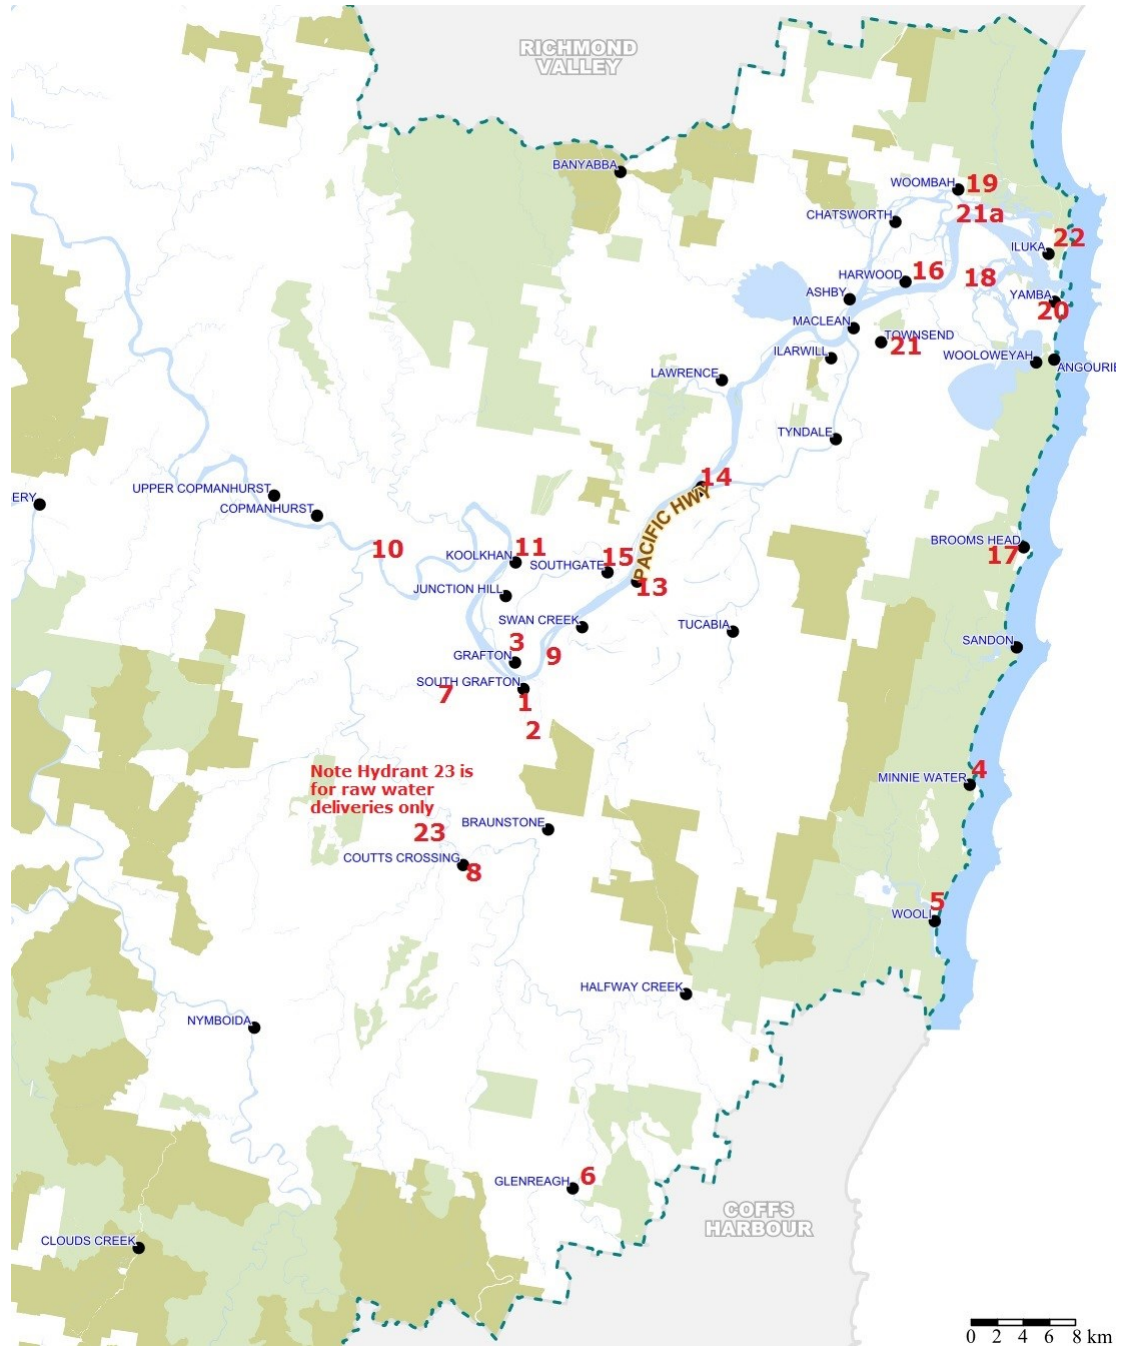 RICHMOND
VALLEY
BANYABBA
WOOMBAH
19
CHATSWORTH
21a
ILUKA
22
HARWOOD
16
18
ASHBY
YAMBA
20
MACLEAN
TOWNSEND
21
ILARWILL
WOOLOWEYAH
ANGOURIE
LAWRENCE
TYNDALE
14
PACIFIC HWY
UPPER COPMANHURST
ERY
COPMANHURST
10
KOOLKHAN
11
SOUTHGATE
15
BROOMS HEAD
17
JUNCTION HILL
13
SWAN CREEK
TUCABIA
3
GRAFTON
9
SANDON
SOUTH GRAFTON
7
1
2
Note Hydrant 23 is
for raw water
deliveries only
MINNIE WATER
4
23
BRAUNSTONE
COUTTS CROSSING
8
WOOLI
5
HALFWAY CREEK
NYMBOIDA
GLENREAGH
6
COFFS
HARBOUR
CLOUDS CREEK
0 2 4 6 8 km